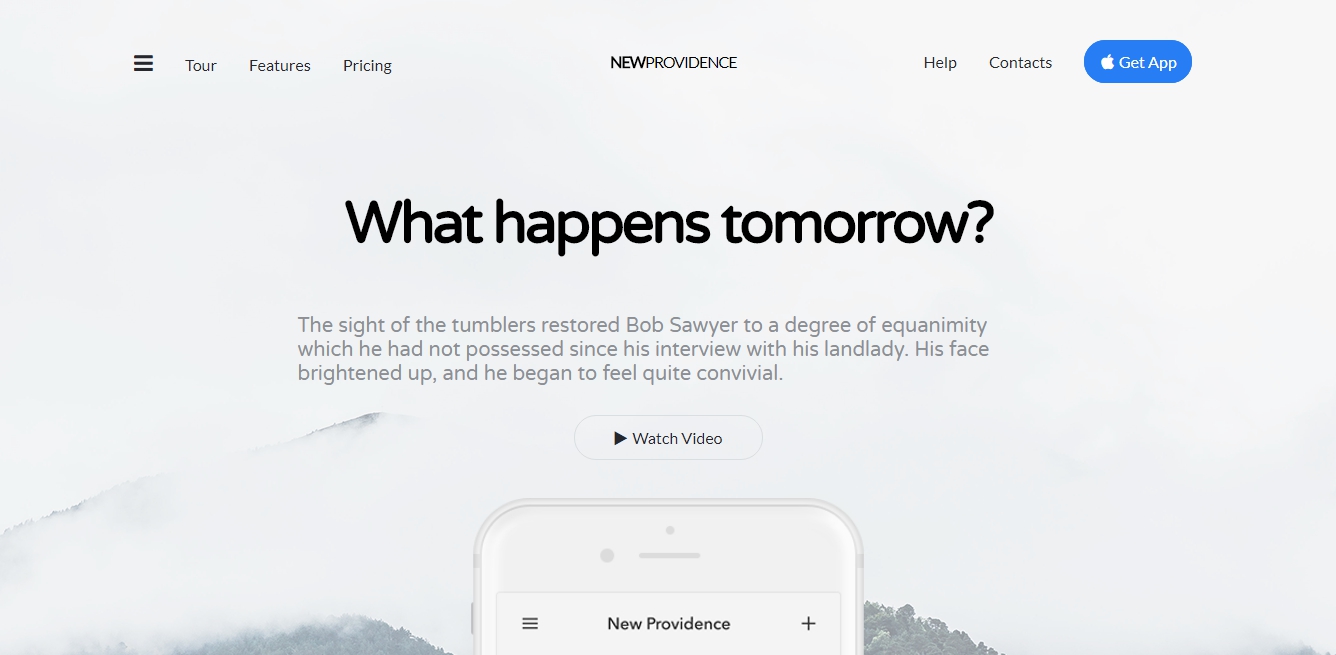 Tour Features Pricing NEWPROVIDENCE Help Contacts Get App
What happens tomorrow?
The sight of the tumblers restored Bob Sawyer to a degree of equanimity
which he had not possessed since his interview with his landlady. His face
brightened up, and he began to feel quite convivial.
Watch Video
New Providence